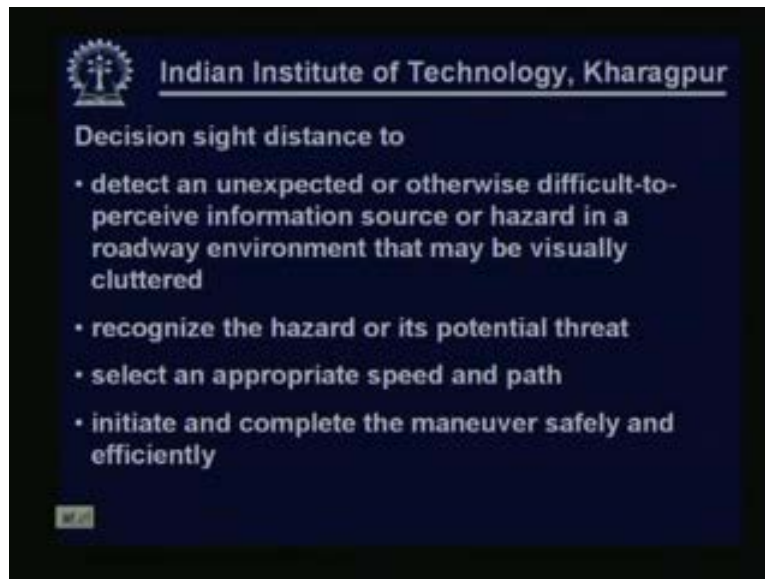 Indian Institute of Technology, Kharagpur
Decision sight distance to
• detect an unexpected or otherwise difficult-to-
perceive information source or hazard in a
roadway environment that may be visually
cluttered
• recognize the hazard or its potential threat
• select an appropriate speed and path
• initiate and complete the maneuver safely and
efficiently